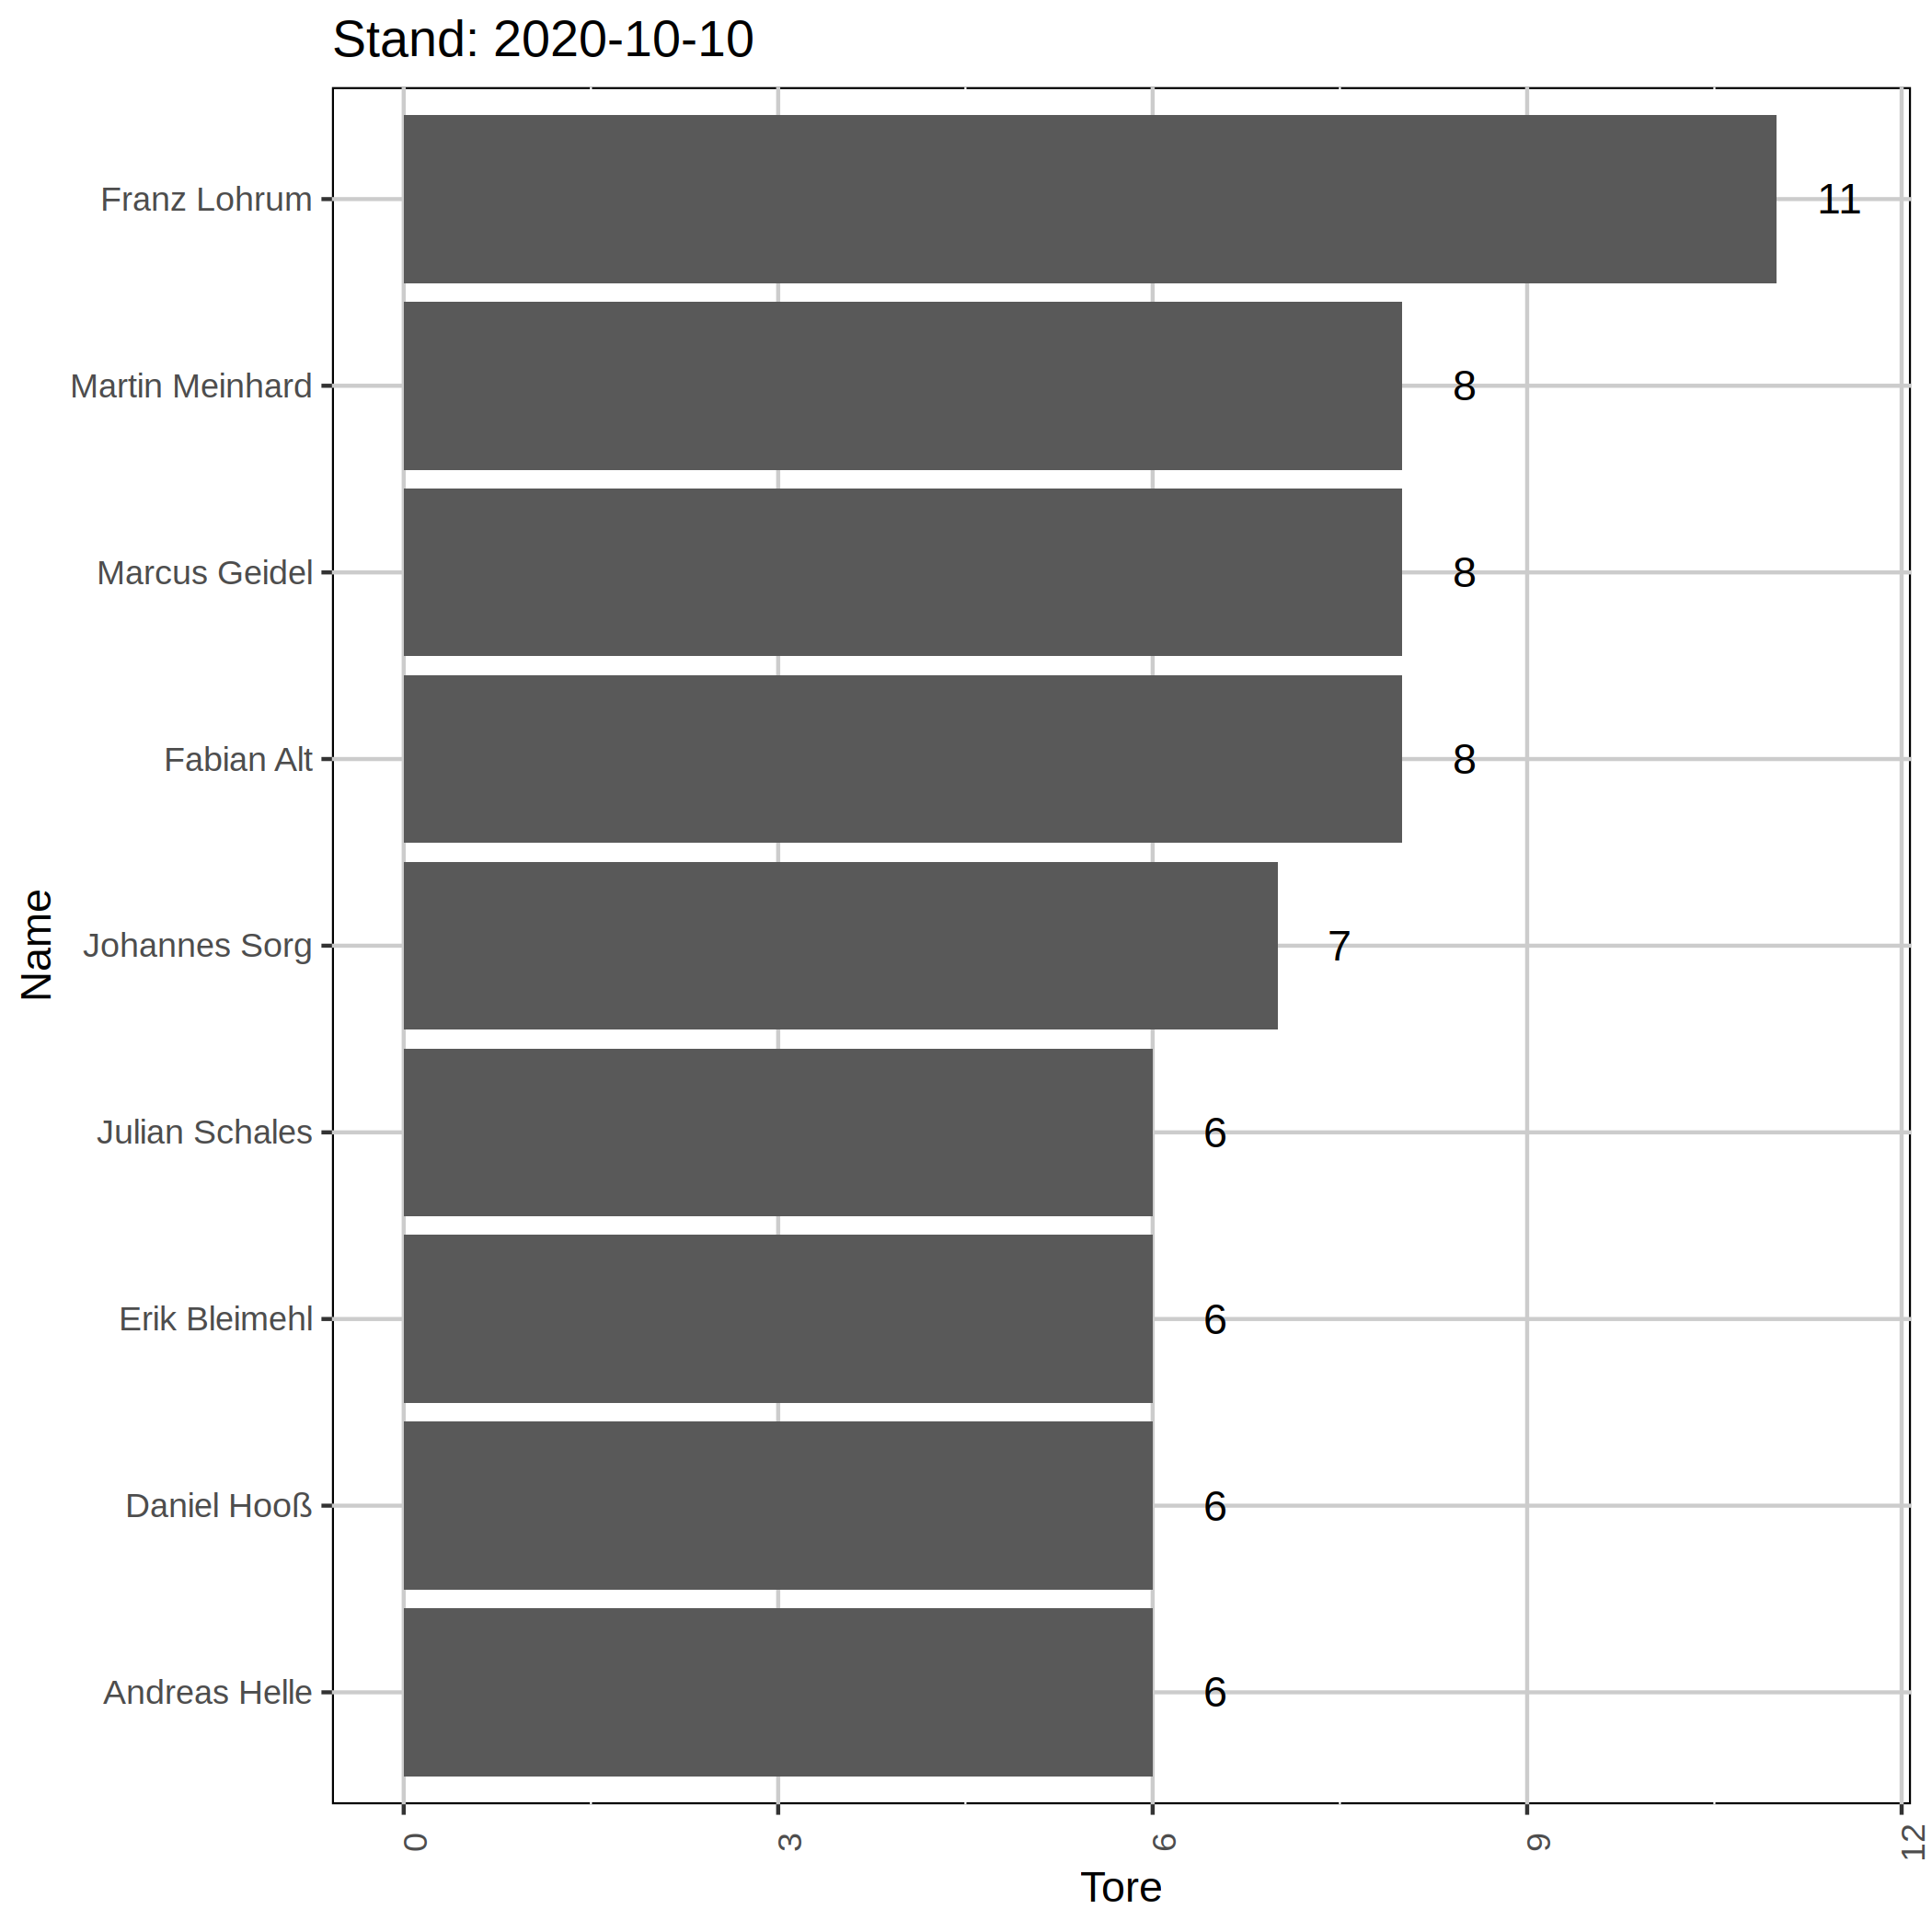 Stand: 2020-10-10
Franz Lohrum 11
Martin Meinhard 8
Marcus Geidel 8
Fabian Alt 8
Johannes Sorg 7
Julian Schales 6
Erik Bleimehl 6
Daniel Hooß 6
Andreas Helle 6
Name
0 3 6 9 12
Tore